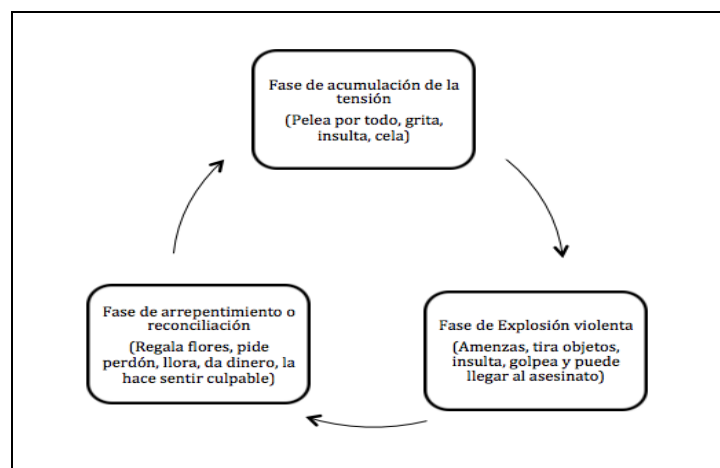 Fase de acumulación de la
tensión
(Pelea por todo, grita,
insulta, cela)
Fase de arrepentimiento o
reconciliación
(Regala flores, pide
perdón, llora, da dinero, la
hace sentir culpable)
Fase de Explosión violenta
(Amenzas, tira objetos,
insulta, golpea y puede
llegar al asesinato)